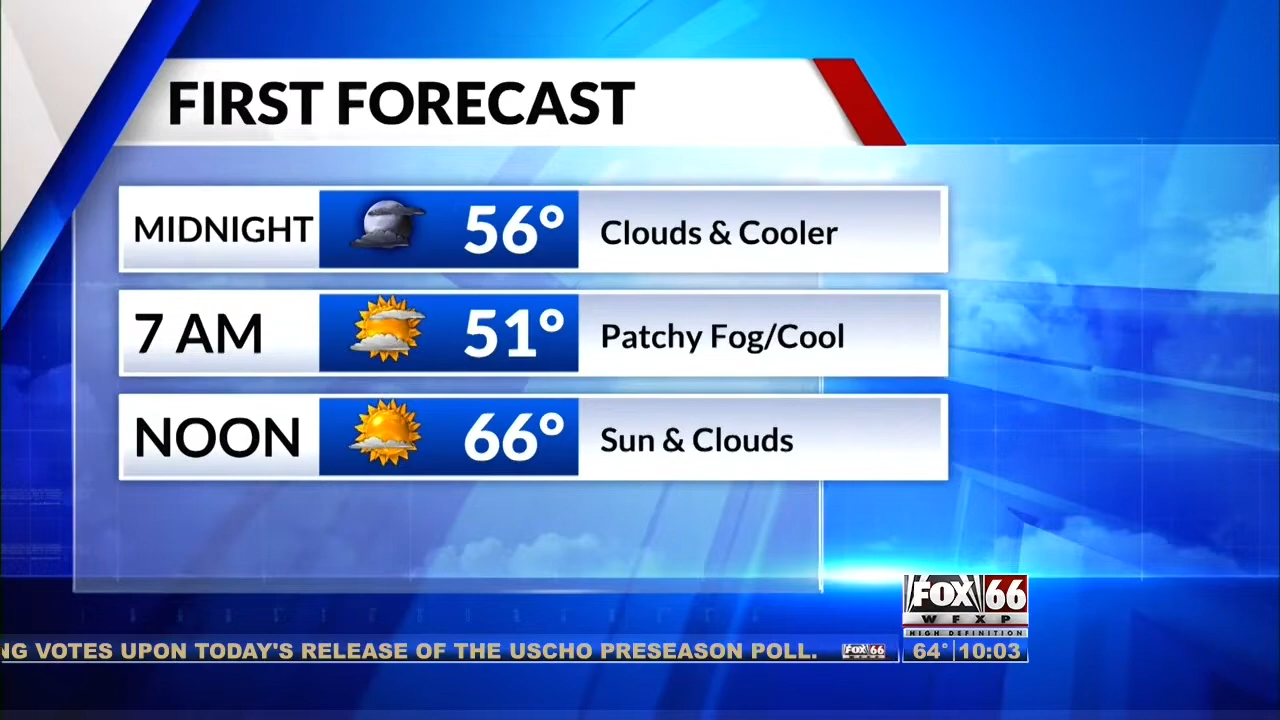 FIRST FORECAST
MIDNIGHT 56° Clouds & Cooler
7 AM 51° Patchy Fog/Cool
NOON 66° Sun & Clouds
FOX 66
WFXP
HIGH DEFINITION
NG VOTES UPON TODAY'S RELEASE OF THE USCHO PRESEASON POLL. FOX 66 WFXP 64° 10:03